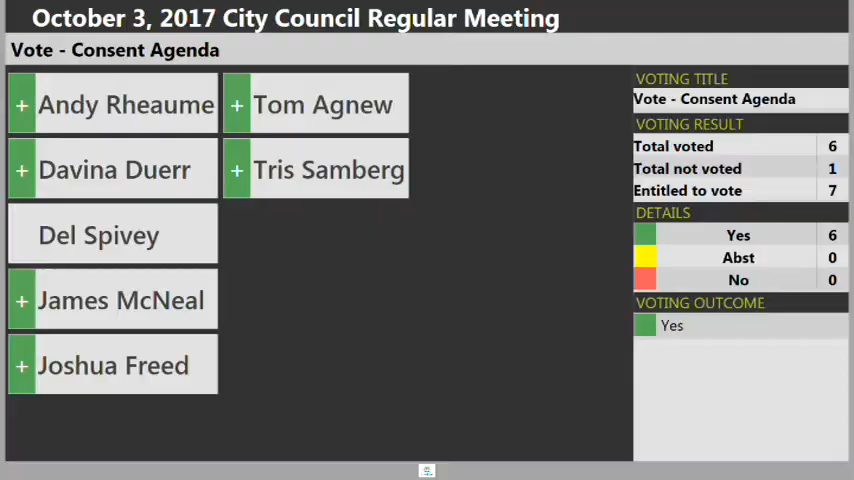 October 3, 2017 City Council Regular Meeting
Vote - Consent Agenda
+ Andy Rheaume
+ Tom Agnew
+ Davina Duerr
+ Tris Samberg
Del Spivey
+ James McNeal
+ Joshua Freed
VOTING TITLE
Vote - Consent Agenda
VOTING RESULT
Total voted 6
Total not voted 1
Entitled to vote 7
DETAILS
Yes 6
Abst 0
No 0
VOTING OUTCOME
Yes